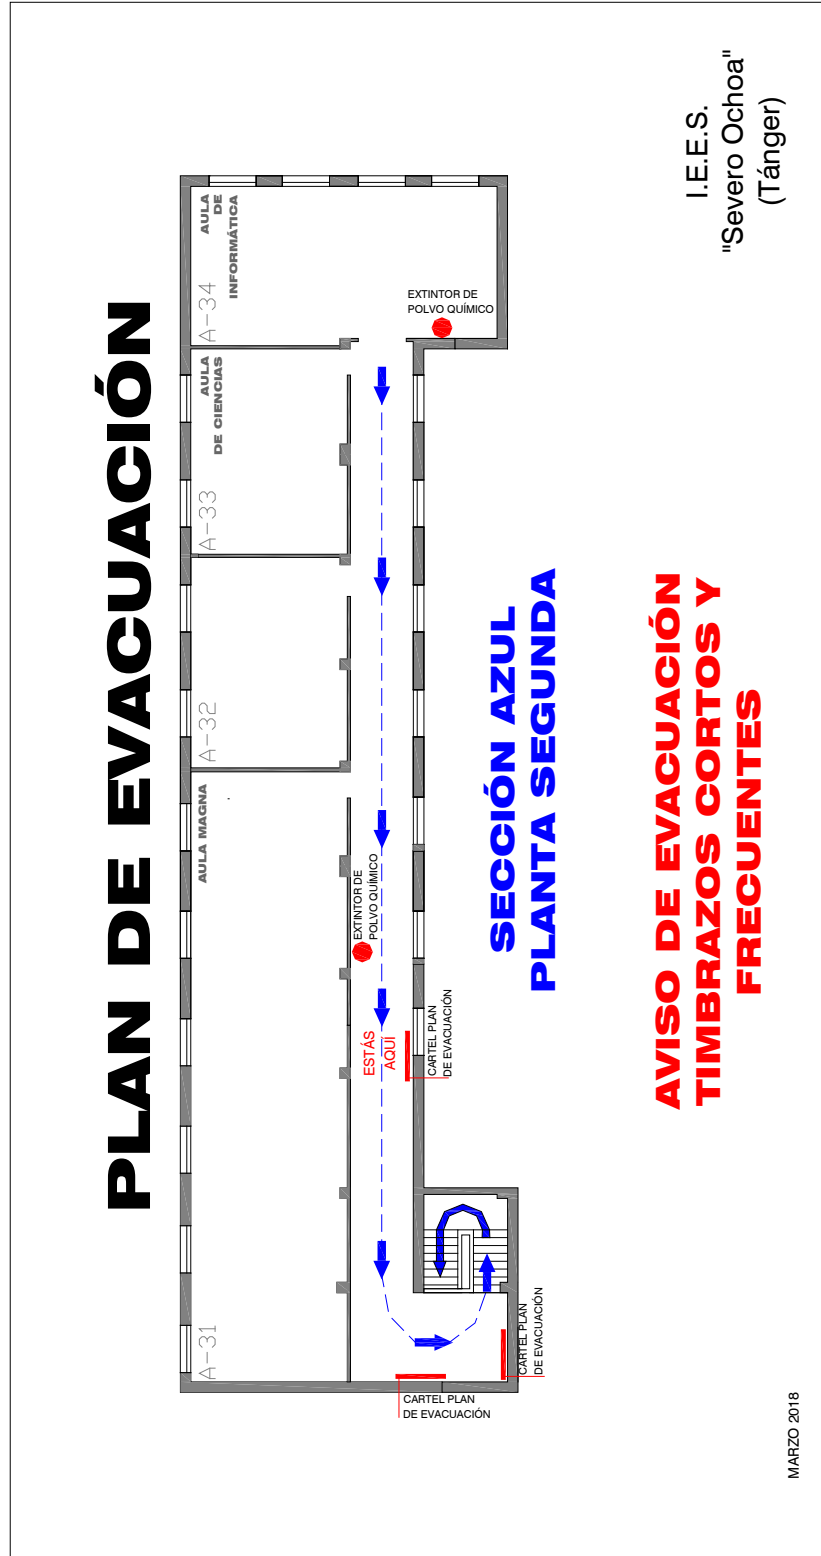 PLAN DE EVACUACIÓN
I.E.E.S.
"Severo Ochoa"
(Tánger)
A-31
AULA MAGNA
A-32
A-33
AULA
DE CIENCIAS
A-34
AULA
DE
INFORMÁTICA
EXTINTOR DE
POLVO QUÍMICO
EXTINTOR DE
POLVO QUÍMICO
ESTÁS
AQUÍ
CARTEL PLAN
DE EVACUACIÓN
CARTEL PLAN
DE EVACUACIÓN
CARTEL PLAN
DE EVACUACIÓN
SECCIÓN AZUL
PLANTA SEGUNDA
AVISO DE EVACUACIÓN
TIMBRAZOS CORTOS Y
FRECUENTES
MARZO 2018